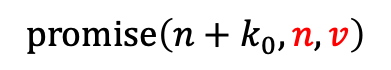 promise(n + k₀, n, v)